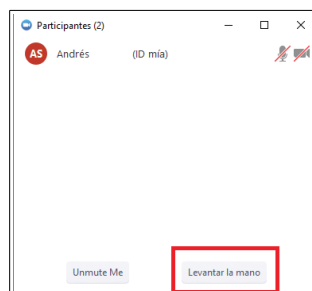 Participantes (2)
AS Andrés (ID mía)
Unmute Me Levantar la mano